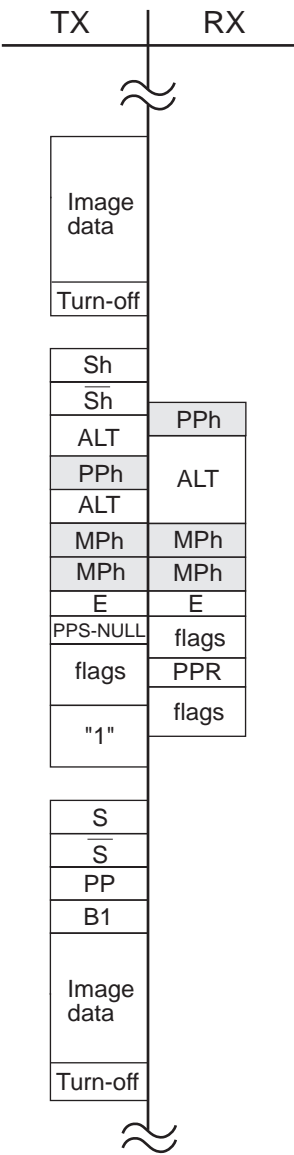 TX RX
Image
data
Turn-off
Sh
S̅h̅
PPh
ALT
PPh
ALT
ALT
MPh MPh
MPh MPh
E E
PPS-NULL
flags
flags
PPR
flags
"1"
S
S̅
PP
B1
Image
data
Turn-off